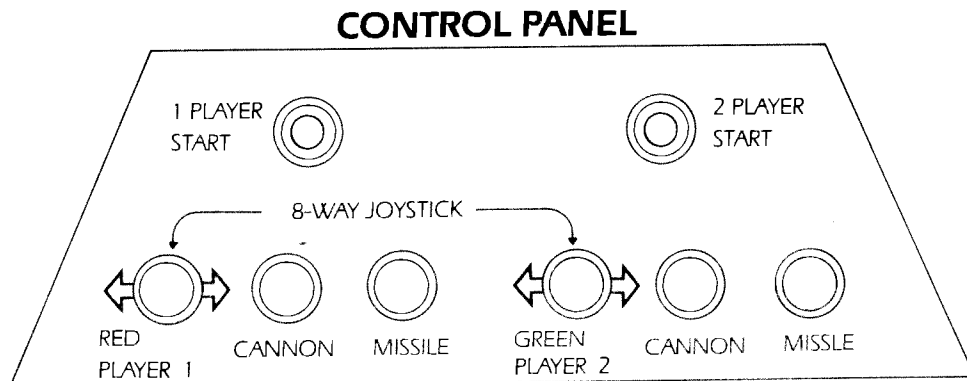 CONTROL PANEL
1 PLAYER
START
2 PLAYER
START
8-WAY JOYSTICK
RED
PLAYER 1
CANNON
MISSILE
GREEN
PLAYER 2
CANNON
MISSLE